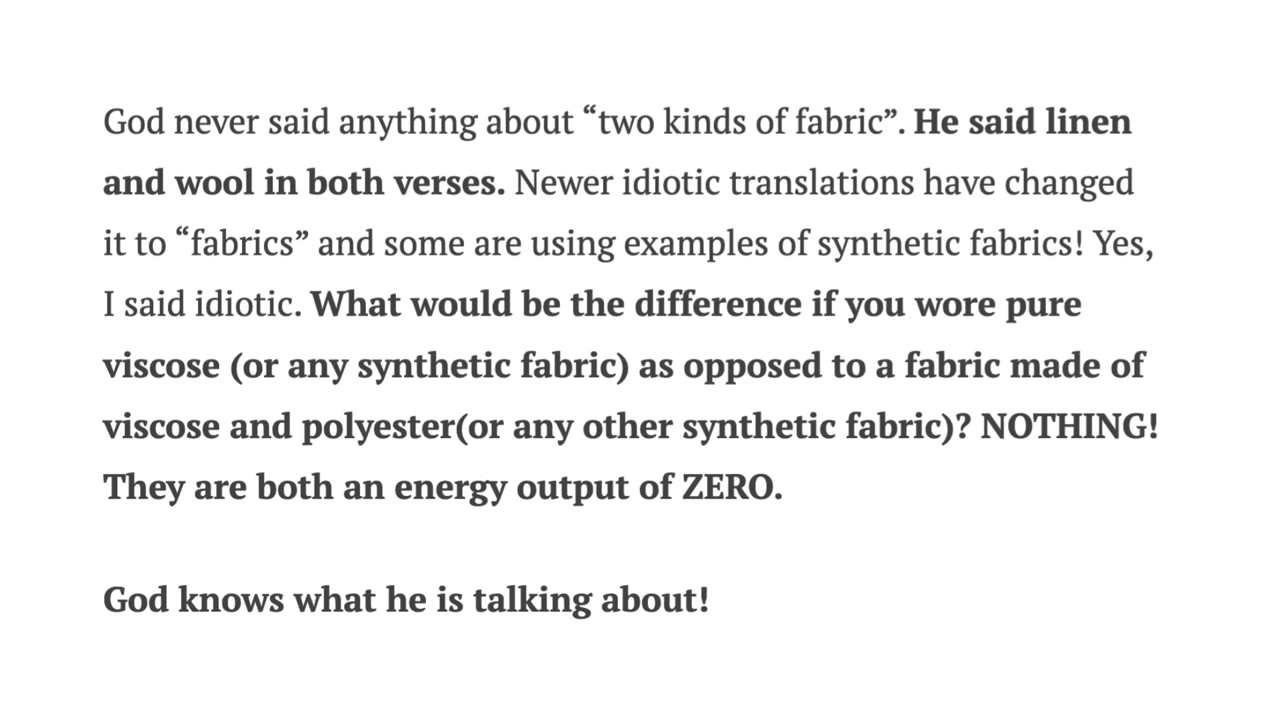 God never said anything about “two kinds of fabric”. He said linen
and wool in both verses. Newer idiotic translations have changed
it to “fabrics” and some are using examples of synthetic fabrics! Yes,
I said idiotic. What would be the difference if you wore pure
viscose (or any synthetic fabric) as opposed to a fabric made of
viscose and polyester(or any other synthetic fabric)? NOTHING!
They are both an energy output of ZERO.
God knows what he is talking about!